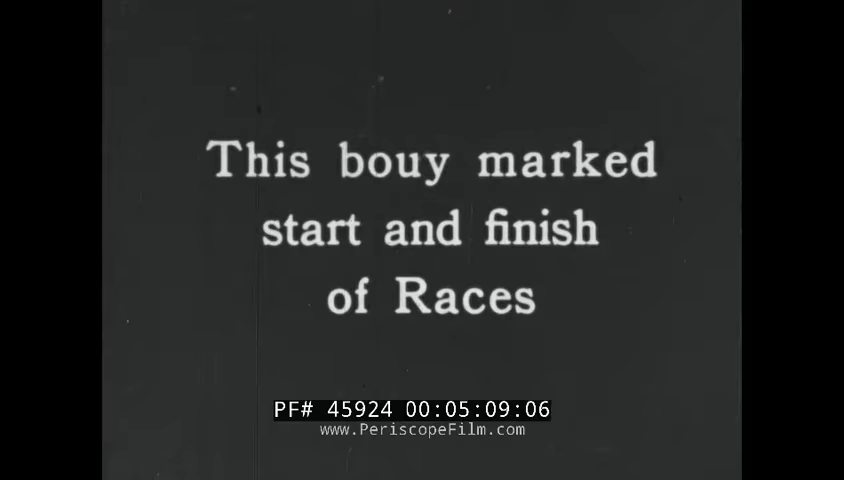 This bouy marked
start and finish
of Races
PF# 45924 00:05:09:06
www.PeriscopeFilm.com